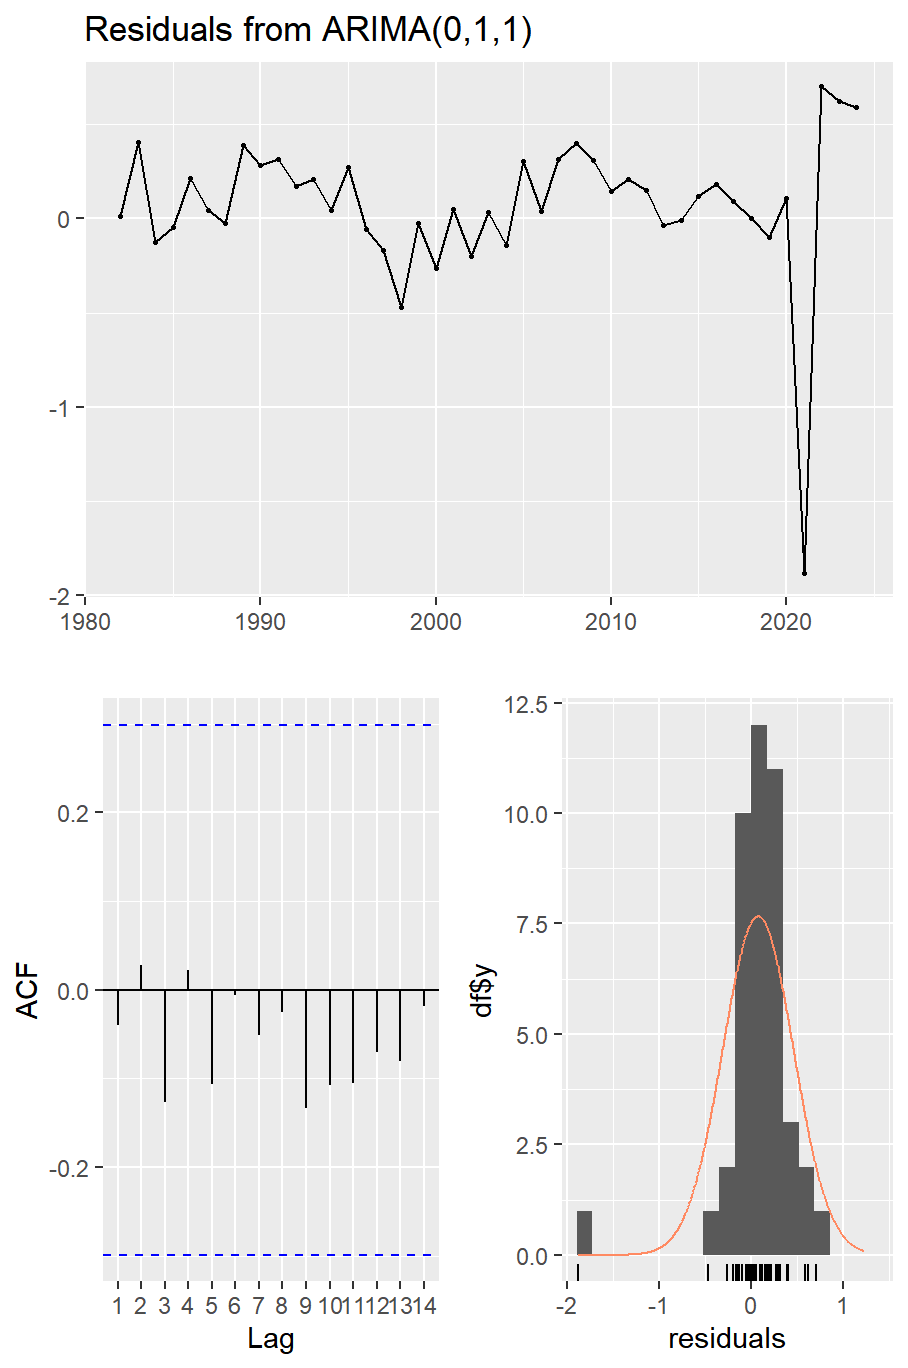 Residuals from ARIMA(0,1,1)
0
-1
-2
1980 1990 2000 2010 2020
ACF
0.2
0.0
-0.2
1 2 3 4 5 6 7 8 9 10 11 12 13 14
Lag
df$y
12.5
10.0
7.5
5.0
2.5
0.0
-2 -1 0 1
residuals